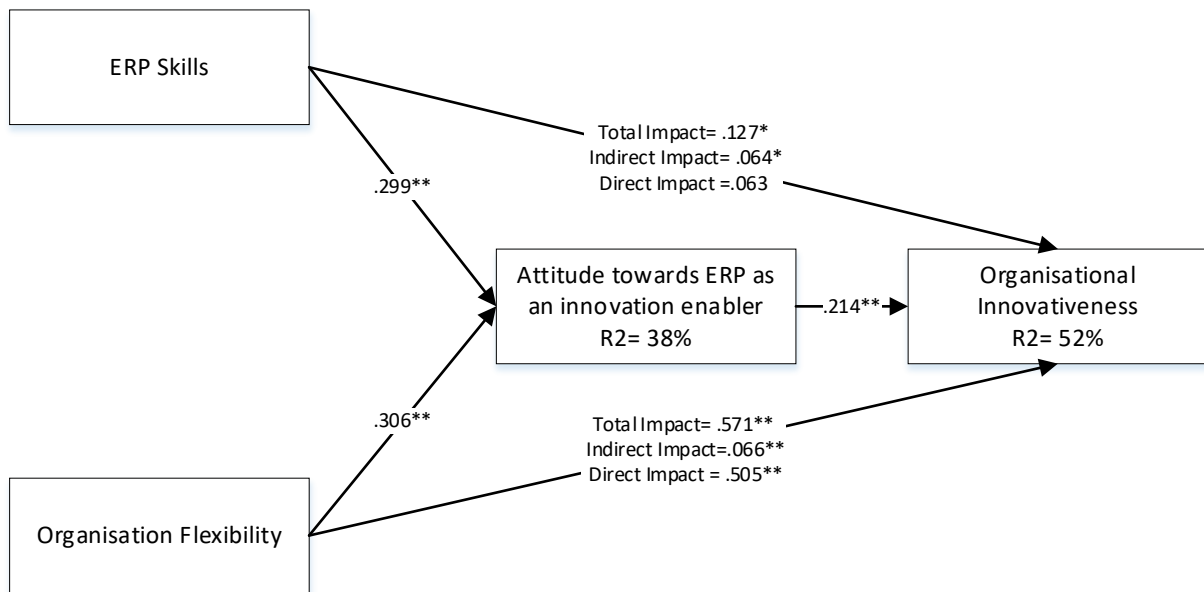 ERP Skills
Total Impact= .127*
Indirect Impact= .064*
Direct Impact =.063
.299**
Attitude towards ERP as
an innovation enabler
R2= 38%
.214**
Organisational
Innovativeness
R2= 52%
.306**
Total Impact= .571**
Indirect Impact=.066**
Direct Impact = .505**
Organisation Flexibility